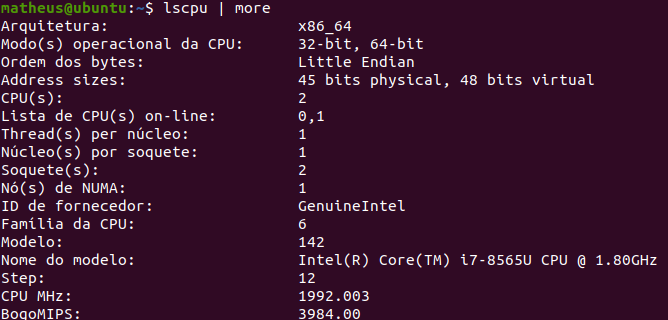 matheus@ubuntu:~$ lscpu | more
Arquitetura: x86_64
Modo(s) operacional da CPU: 32-bit, 64-bit
Ordem dos bytes: Little Endian
Address sizes: 45 bits physical, 48 bits virtual
CPU(s): 2
Lista de CPU(s) on-line: 0,1
Thread(s) per núcleo: 1
Núcleo(s) por soquete: 1
Soquete(s): 2
Nó(s) de NUMA: 1
ID de fornecedor: GenuineIntel
Família da CPU: 6
Modelo: 142
Nome do modelo: Intel(R) Core(TM) i7-8565U CPU @ 1.80GHz
Step: 12
CPU MHz: 1992.003
BogoMIPS: 3984.00